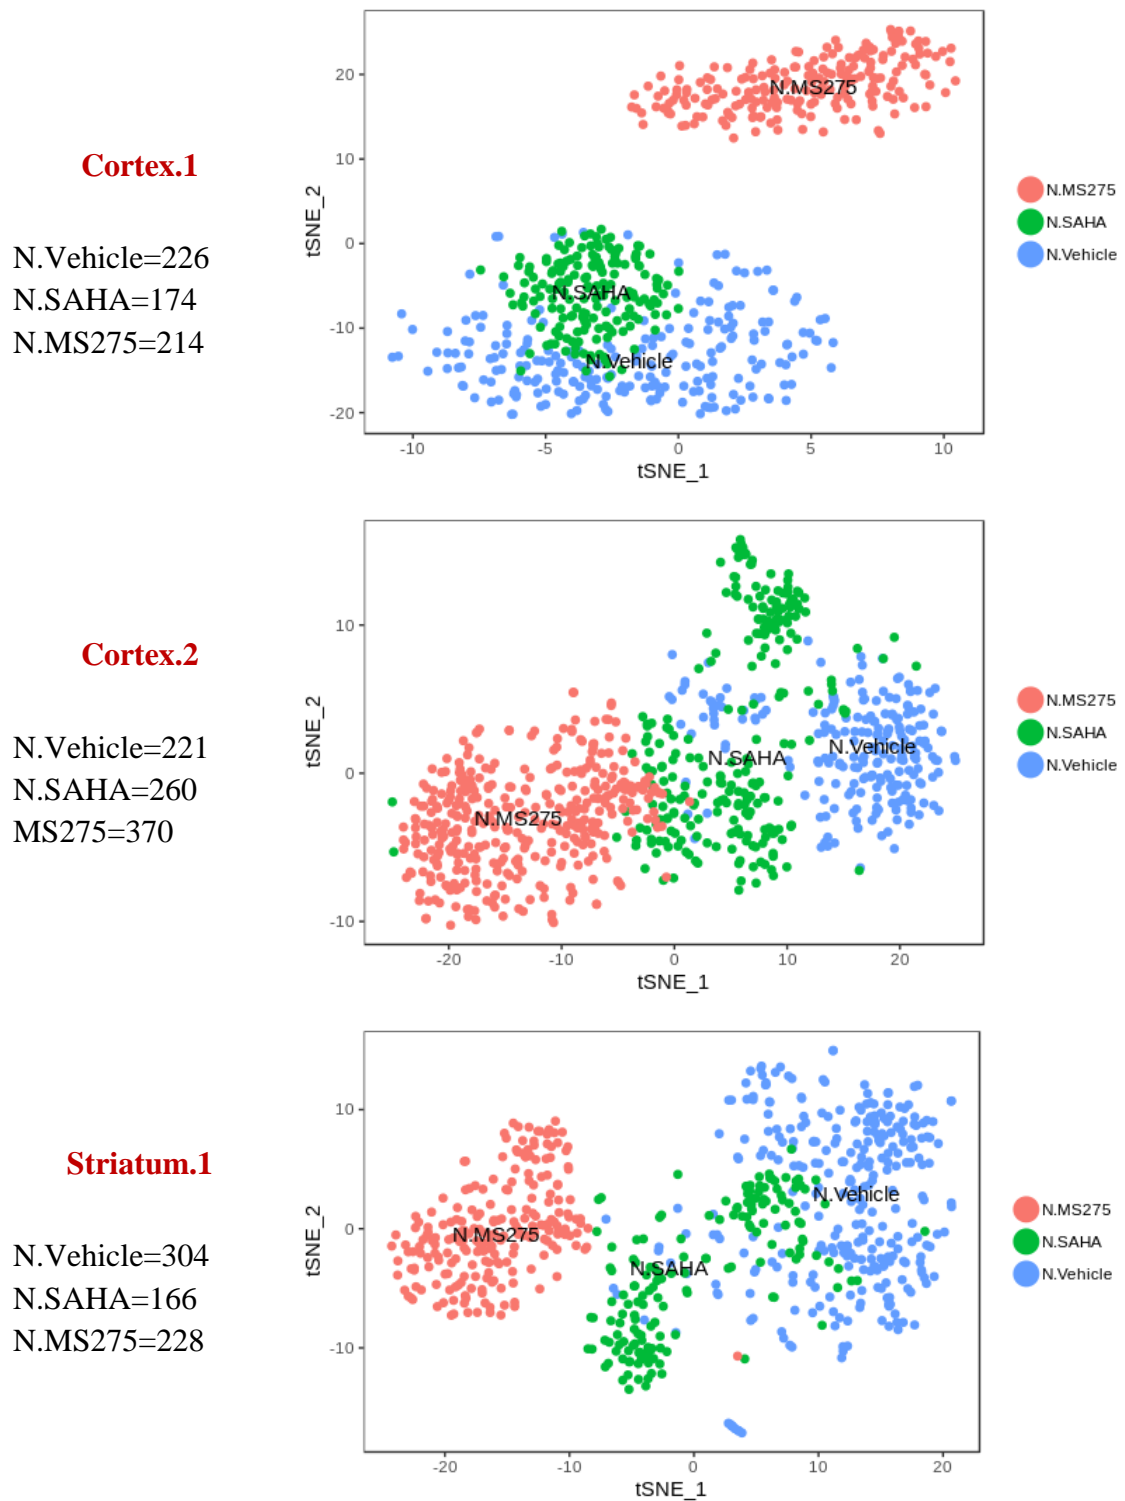 Cortex.1
N.Vehicle=226
N.SAHA=174
N.MS275=214
tSNE_2
20
10
0
-10
-20
N.MS275
N.SAHA
N.Vehicle
-10 -5 0 5 10
tSNE_1
N.MS275
N.SAHA
N.Vehicle
Cortex.2
N.Vehicle=221
N.SAHA=260
MS275=370
tSNE_2
10
0
-10
N.MS275
N.SAHA
N.Vehicle
-20 -10 0 10 20
tSNE_1
N.MS275
N.SAHA
N.Vehicle
Striatum.1
N.Vehicle=304
N.SAHA=166
N.MS275=228
tSNE_2
10
0
-10
N.MS275
N.SAHA
N.Vehicle
-20 -10 0 10 20
tSNE_1
N.MS275
N.SAHA
N.Vehicle